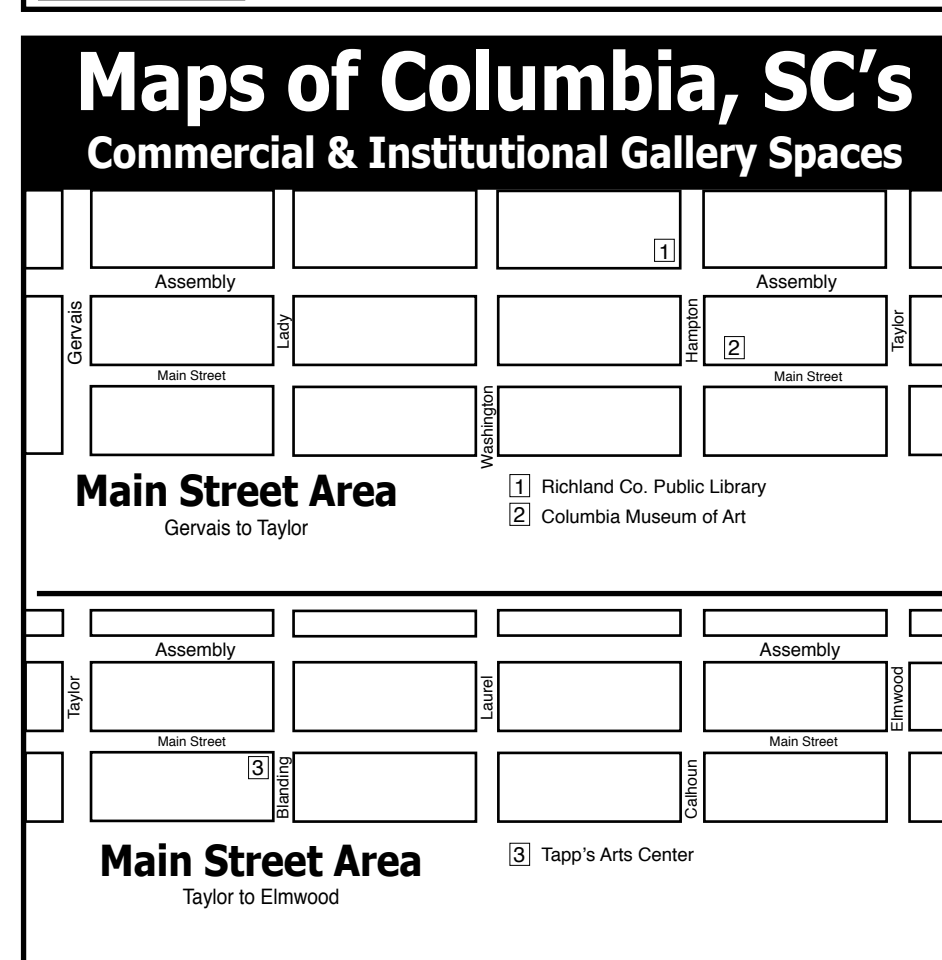 Maps of Columbia, SC's
Commercial & Institutional Gallery Spaces
1
Assembly
Assembly
Gervais
Lady
Hampton
Taylor
2
Main Street
Main Street
Washington
Main Street Area
Gervais to Taylor
1 Richland Co. Public Library
2 Columbia Museum of Art
Assembly
Assembly
Taylor
Laurel
Elmwood
Main Street
Main Street
3
Blanding
Calhoun
Main Street Area
Taylor to Elmwood
3 Tapp's Arts Center